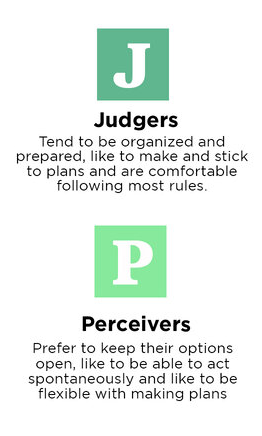 J
Judgers
Tend to be organized and
prepared, like to make and stick
to plans and are comfortable
following most rules.
P
Perceivers
Prefer to keep their options
open, like to be able to act
spontaneously and like to be
flexible with making plans